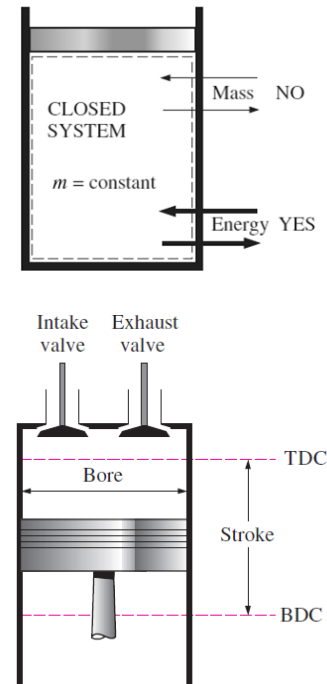 Mass NO
CLOSED
SYSTEM
m = constant
Energy YES
Intake Exhaust
valve valve
TDC
Bore
Stroke
BDC